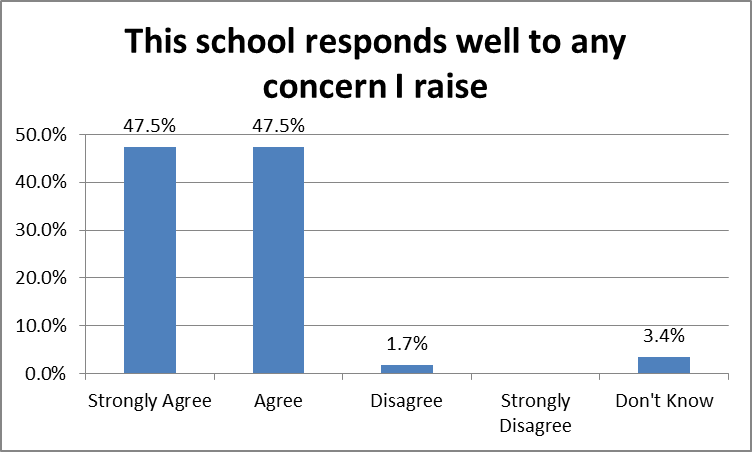 This school responds well to any
concern I raise
47.5%
47.5%
50.0%
40.0%
30.0%
20.0%
10.0%
0.0%
1.7%
3.4%
Strongly Agree
Agree
Disagree
Strongly
Disagree
Don't Know